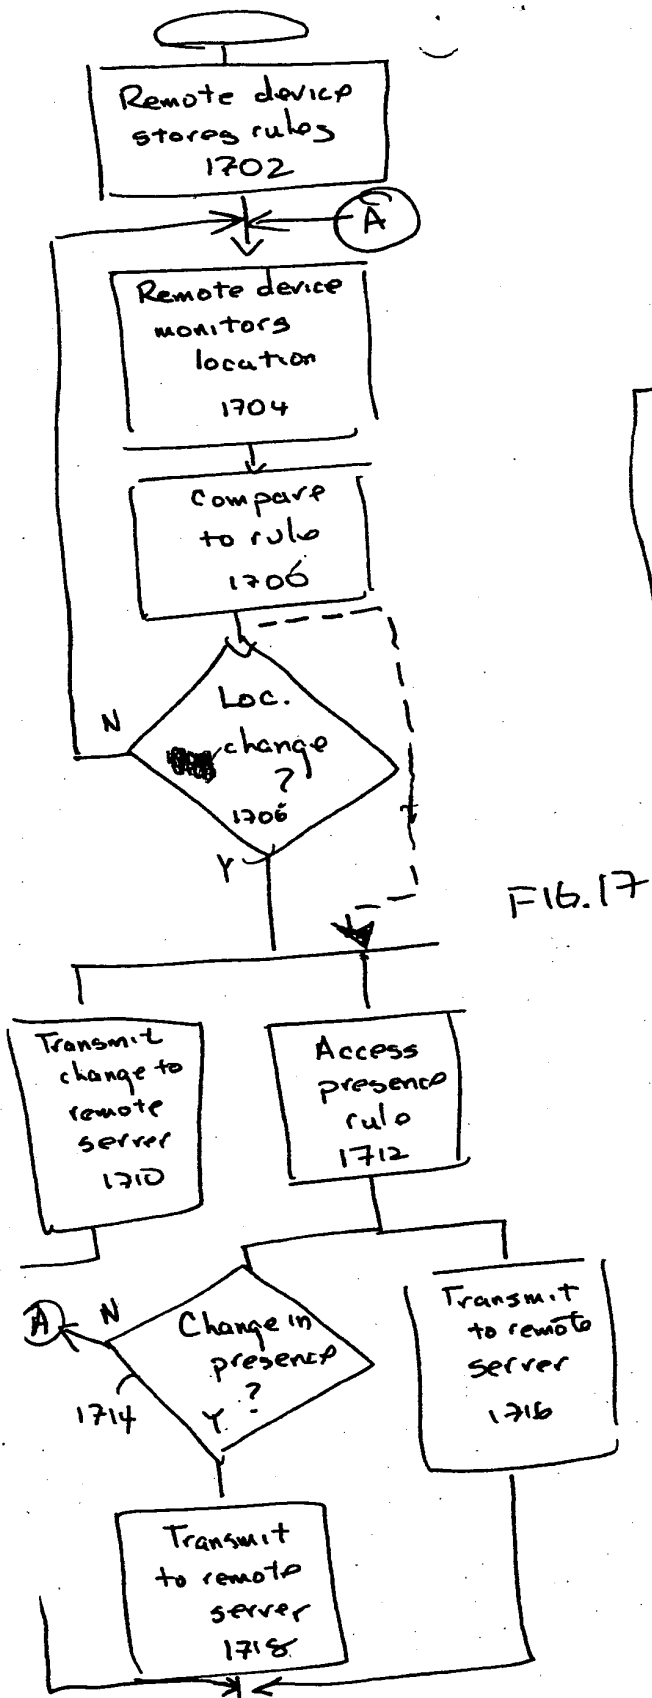 Remote device
stores rules
1702
A
Remote device
monitors
location
1704
Compare
to rule
1706
N
Loc.
change
?
1706
Y
FIG.17
Transmit
change to
remote
server
1710
Access
presence
rule
1712
A
N
Change in
presence
?
1714
Y
Transmit
to remote
server
1716
Transmit
to remote
server
1718